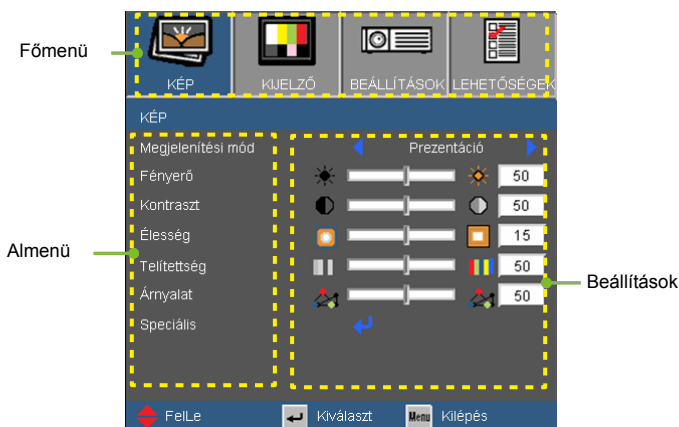 Főmenü
KÉP KIJELZŐ BEÁLLÍTÁSOK LEHETŐSÉGEK
KÉP
Megjelenítési mód Prezentáció
Fényerő 50
Kontraszt 50
Élesség 15
Almenü
Telítettség 50
Beállítások
Árnyalat 50
Speciális
FelLe Kiválaszt Menu Kilépés